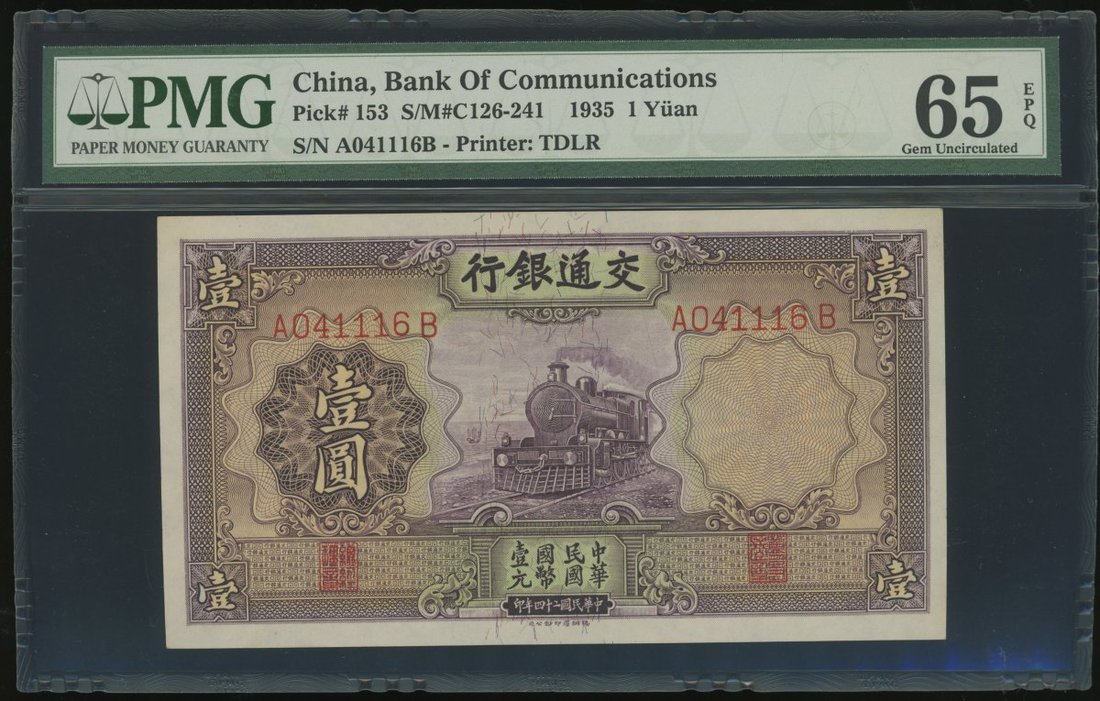 PMG
PAPER MONEY GUARANTY
China, Bank Of Communications
Pick# 153 S/M#C126-241 1935 1 Yüan
S/N A041116B - Printer: TDLR
65
EPQ
Gem Uncirculated
行銀通交
壹
壹
A041116 B
A041116 B
壹圓
中華
民國
國幣
壹元
印年四十二國民華中
壹
壹